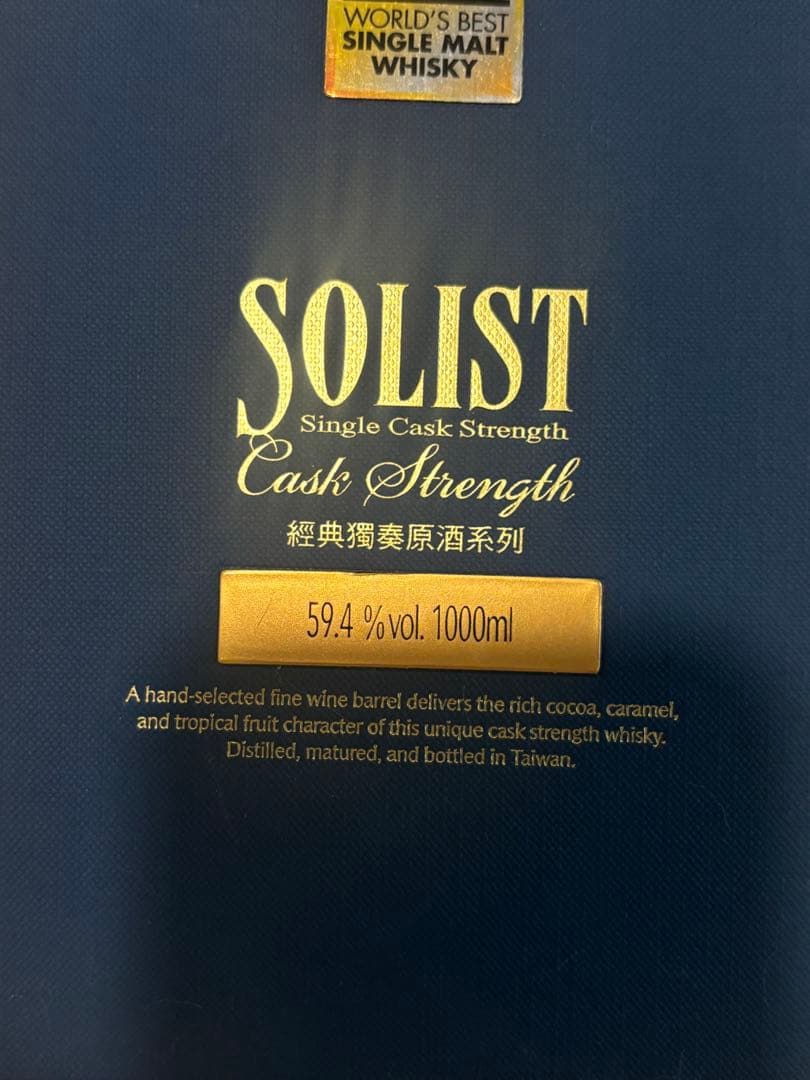 WORLD'S BEST
SINGLE MALT
WHISKY
SOLIST
Single Cask Strength
Cask Strength
經典獨奏原酒系列
59.4 %vol. 1000ml
A hand-selected fine wine barrel delivers the rich cocoa, caramel,
and tropical fruit character of this unique cask strength whisky.
Distilled, matured, and bottled in Taiwan.